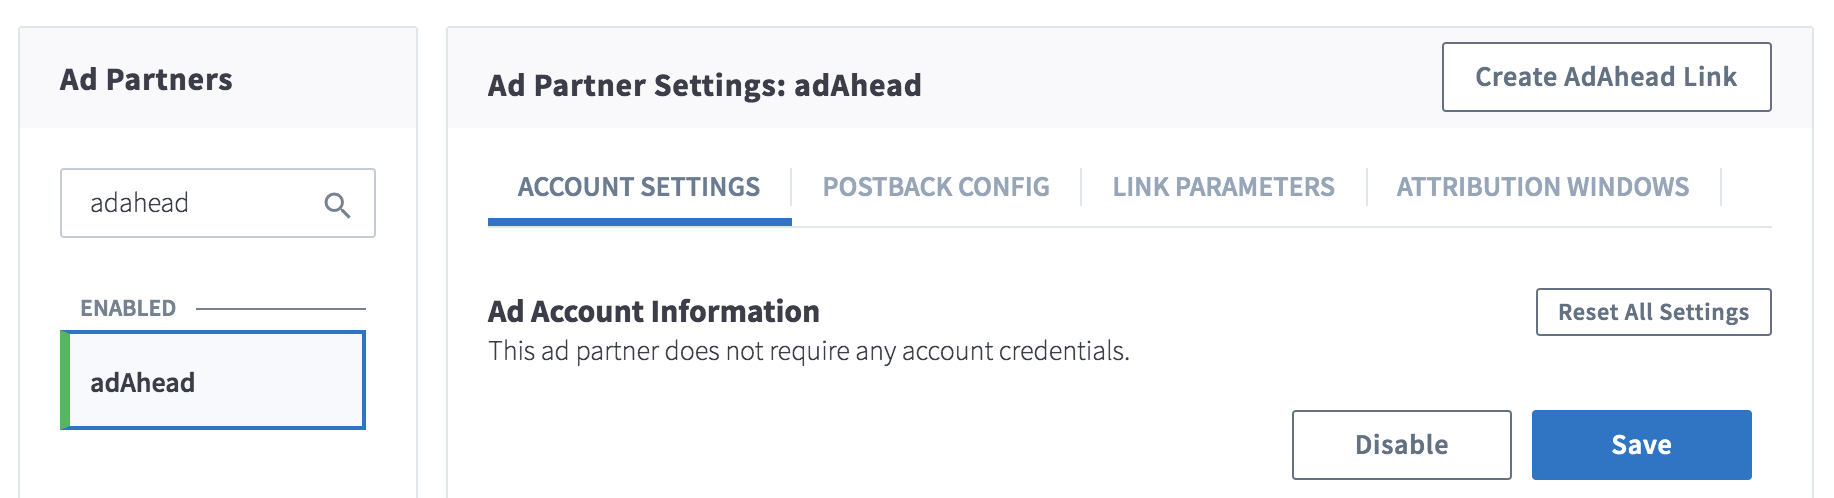 Ad Partners
adahead
ENABLED
adAhead
Ad Partner Settings: adAhead
Create AdAhead Link
ACCOUNT SETTINGS
POSTBACK CONFIG
LINK PARAMETERS
ATTRIBUTION WINDOWS
Ad Account Information
Reset All Settings
This ad partner does not require any account credentials.
Disable
Save